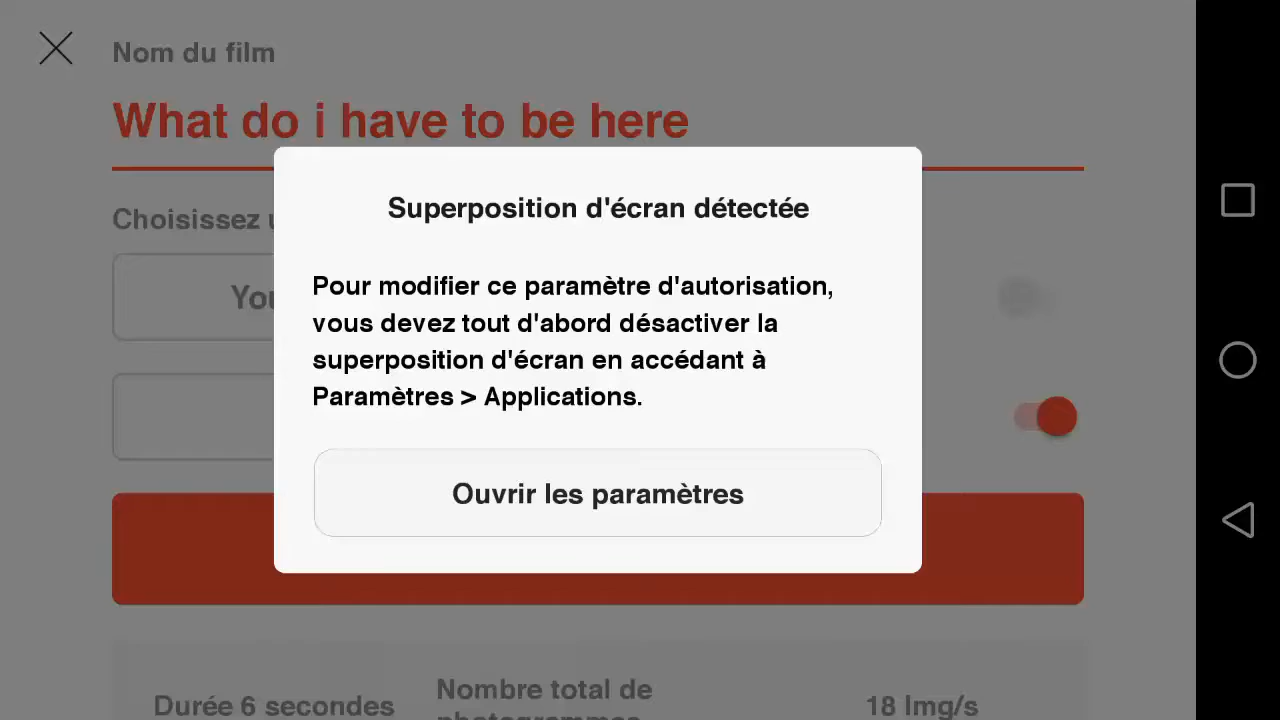 Nom du film
What do i have to be here
Choisissez
You
Superposition d'écran détectée
Pour modifier ce paramètre d'autorisation,
vous devez tout d'abord désactiver la
superposition d'écran en accédant à
Paramètres > Applications.
Ouvrir les paramètres
Durée 6 secondes
Nombre total de
photogrammes
18 Img/s